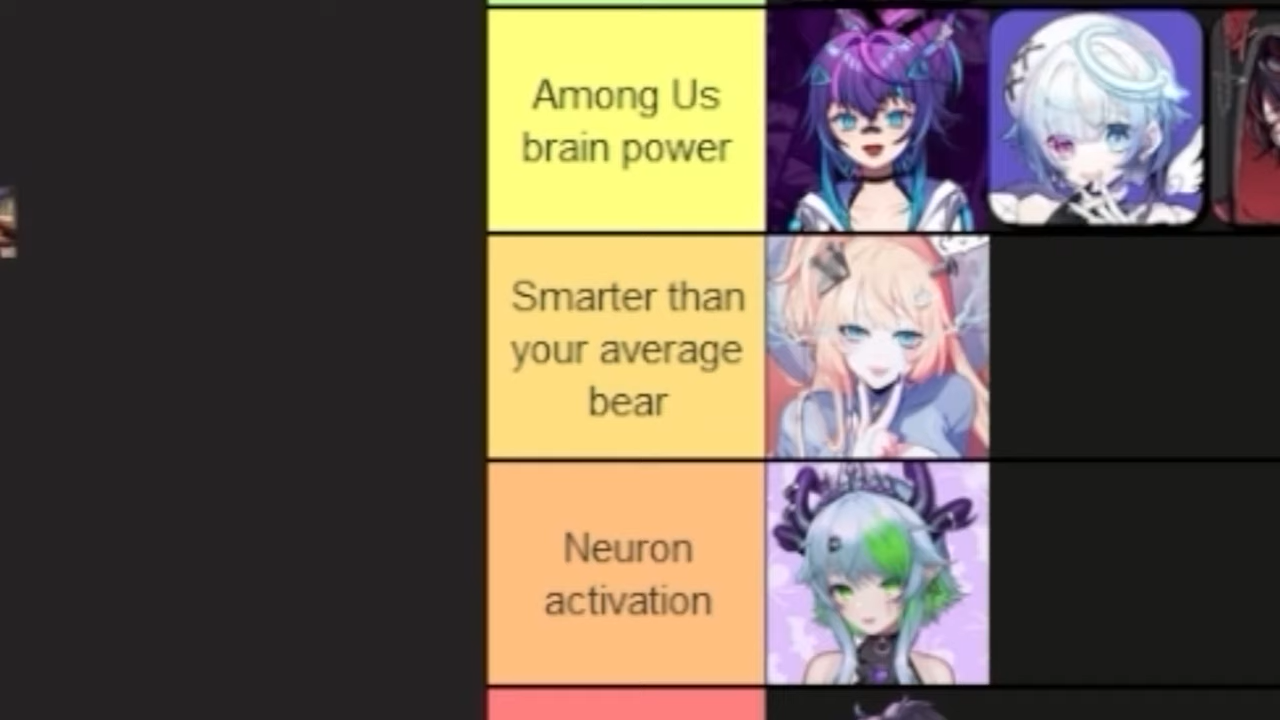 Among Us
brain power
Smarter than
your average
bear
Neuron
activation